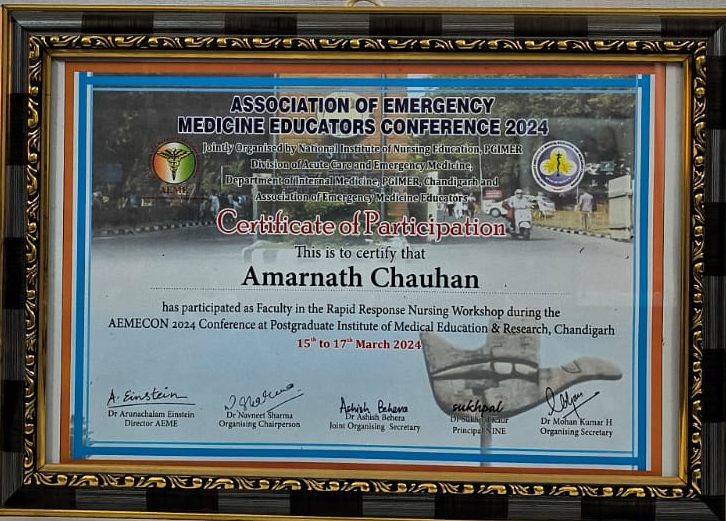 ASSOCIATION OF EMERGENCY
MEDICINE EDUCATORS CONFERENCE 2024
Jointly Organised by National Institute of Nursing Education, PGIMER
Division of Acute Care and Emergency Medicine,
Department of Internal Medicine, PGIMER, Chandigarh and
Association of Emergency Medicine Educators
AEME
Certificate of Participation
This is to certify that
Amarnath Chauhan
has participated as Faculty in the Rapid Response Nursing Workshop during the
AEMECON 2024 Conference at Postgraduate Institute of Medical Education & Research, Chandigarh
15th to 17th March 2024
A. Einstein
Dr Arunachalam Einstein
Director AEME
Dr Navneet Sharma
Organising Chairperson
Ashish Behera
Dr Ashish Behera
Joint Organising Secretary
sukhpal
Dr Sukhpal Kaur
Principal NINE
Dr Mohan Kumar H
Organising Secretary